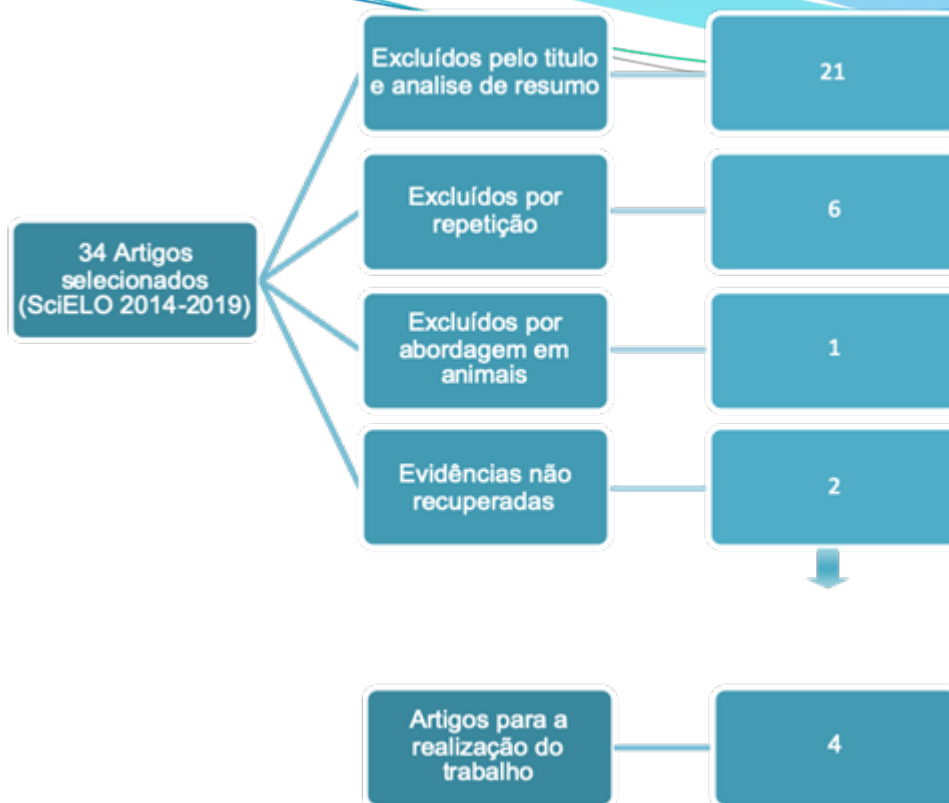 Excluídos pelo titulo
e analise de resumo
21
Excluídos por
repetição
6
34 Artigos
selecionados
(SciELO 2014-2019)
Excluídos por
abordagem em
animais
1
Evidências não
recuperadas
2
Artigos para a
realização do
trabalho
4